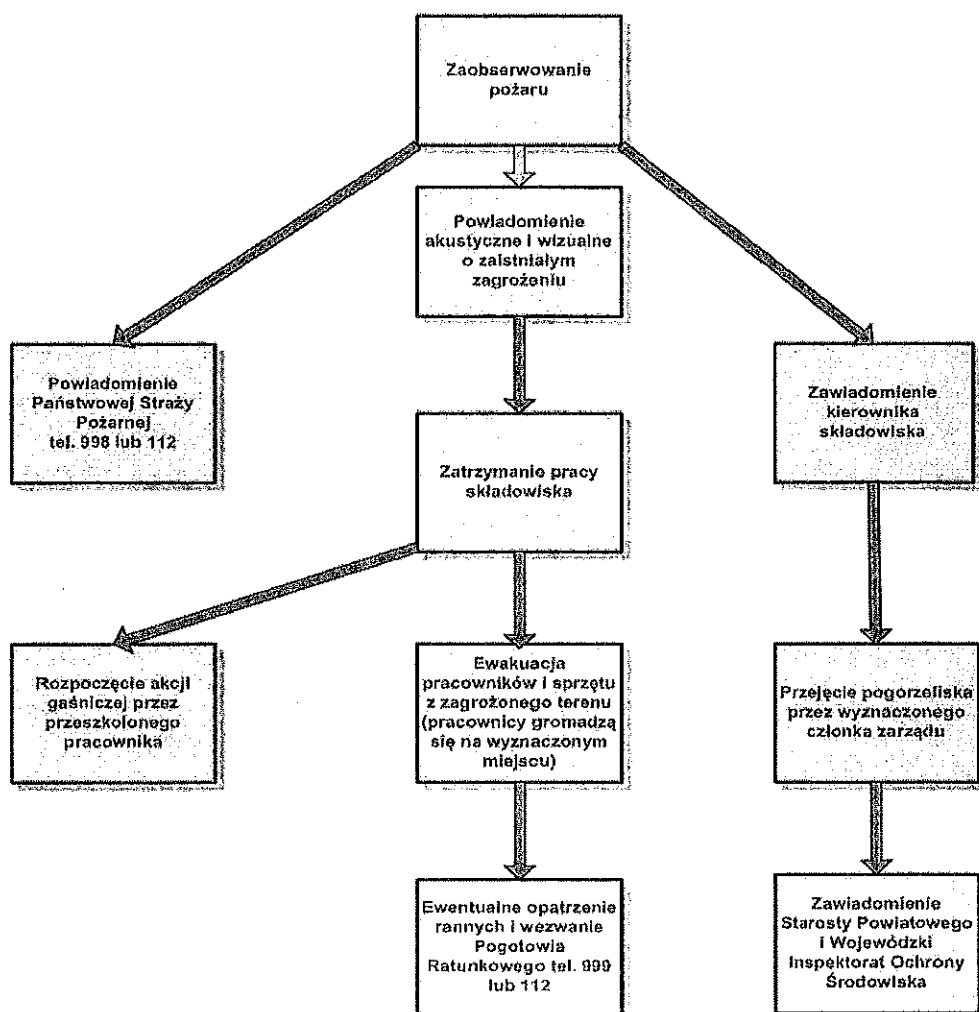 Zaobserwowanie
pożaru
Powiadomienie
akustyczne i wizualne
o zaistniałym
zagrożeniu
Powiadomienie
Państwowej Straży
Pożarnej
tel. 998 lub 112
Zawiadomienie
kierownika
składowiska
Zatrzymanie pracy
składowiska
Rozpoczęcie akcji
gaśniczej przez
przeszkolonego
pracownika
Ewakuacja
pracowników i sprzętu
z zagrożonego terenu
(pracownicy gromadzą
się na wyznaczonym
miejscu)
Przejęcie pogorzeliska
przez wyznaczonego
członka zarządu
Ewentualne opatrzenie
rannych i wezwanie
Pogotowia
Ratunkowego tel. 999
lub 112
Zawiadomienie
Starosty Powiatowego
i Wojewódzki
Inspektorat Ochrony
Środowiska